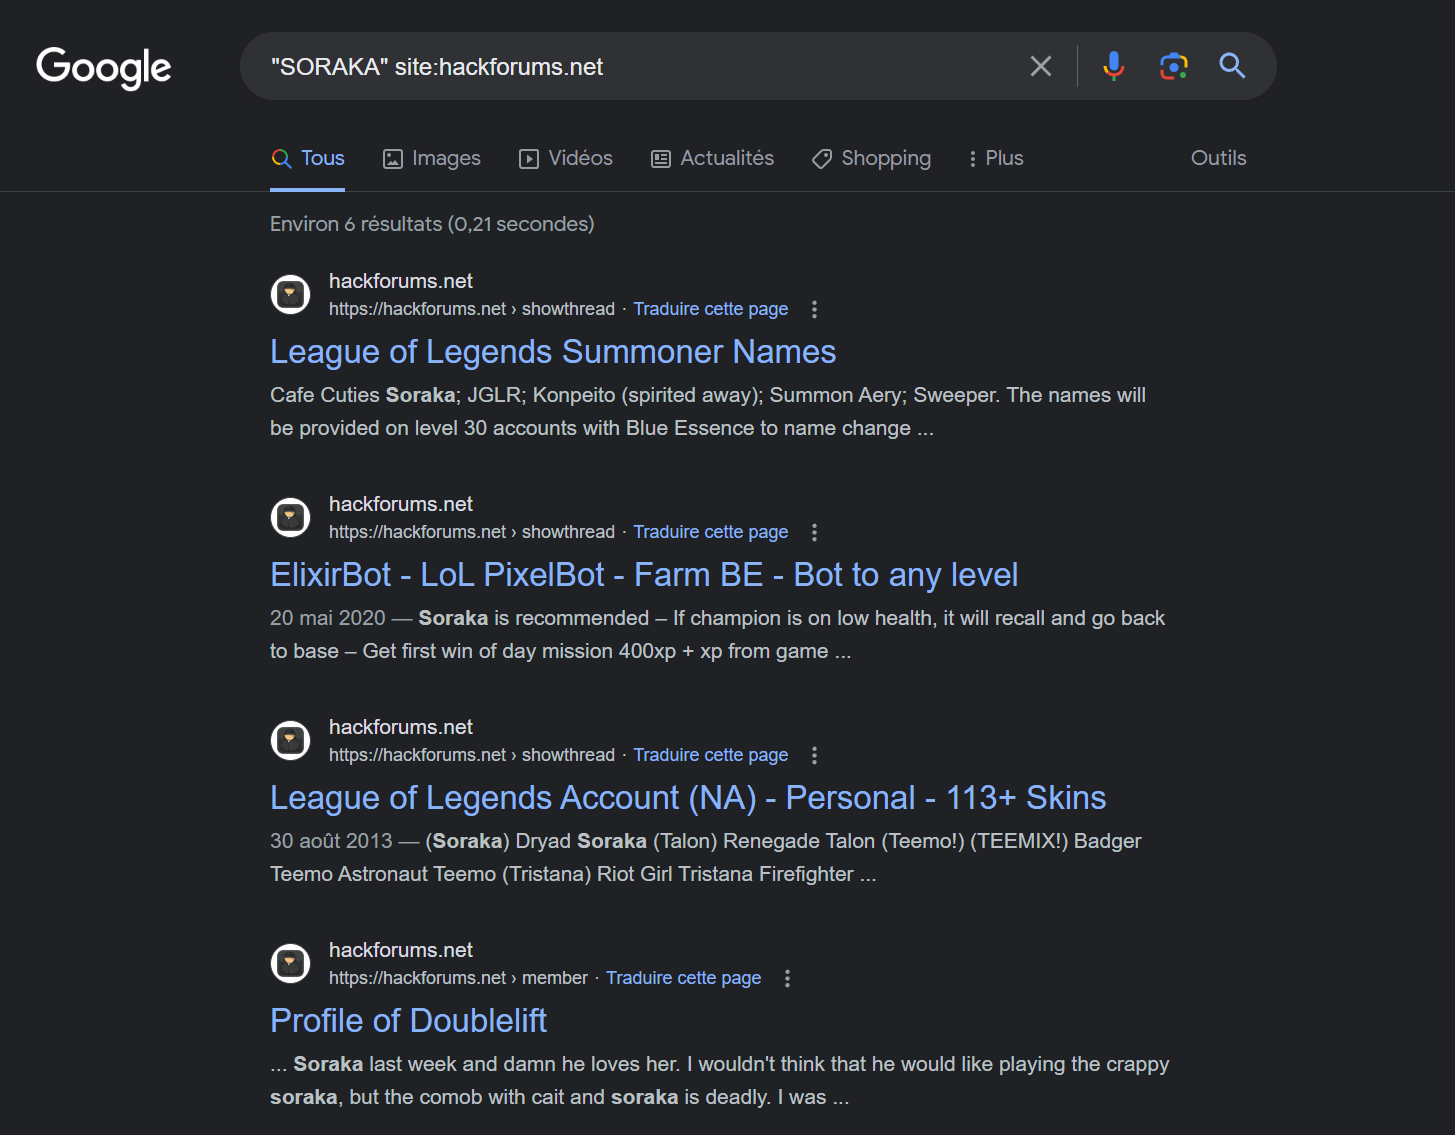 Google
"SORAKA" site:hackforums.net
Tous Images Vidéos Actualités Shopping Plus Outils
Environ 6 résultats (0,21 secondes)
hackforums.net
https://hackforums.net › showthread · Traduire cette page
League of Legends Summoner Names
Cafe Cuties Soraka; JGLR; Konpeito (spirited away); Summon Aery; Sweeper. The names will
be provided on level 30 accounts with Blue Essence to name change ...
hackforums.net
https://hackforums.net › showthread · Traduire cette page
ElixirBot - LoL PixelBot - Farm BE - Bot to any level
20 mai 2020 — Soraka is recommended – If champion is on low health, it will recall and go back
to base – Get first win of day mission 400xp + xp from game ...
hackforums.net
https://hackforums.net › showthread · Traduire cette page
League of Legends Account (NA) - Personal - 113+ Skins
30 août 2013 — (Soraka) Dryad Soraka (Talon) Renegade Talon (Teemo!) (TEEMIX!) Badger
Teemo Astronaut Teemo (Tristana) Riot Girl Tristana Firefighter ...
hackforums.net
https://hackforums.net › member · Traduire cette page
Profile of Doublelift
... Soraka last week and damn he loves her. I wouldn't think that he would like playing the crappy
soraka, but the comob with cait and soraka is deadly. I was ...